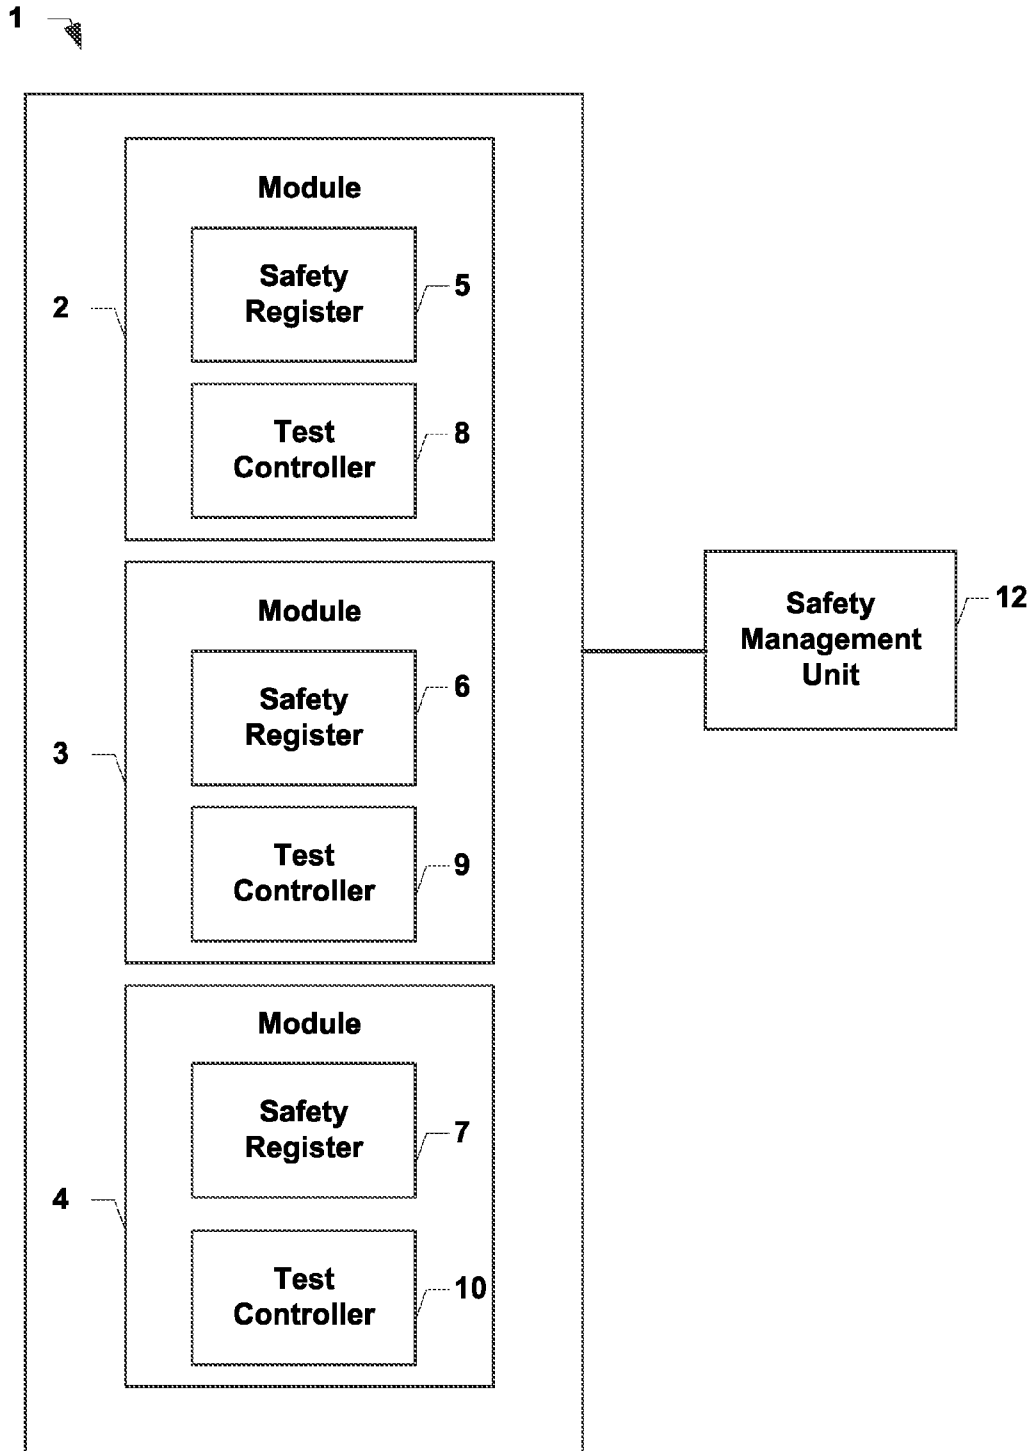 1
Module
Safety
Register
5
2
Test
Controller
8
Module
Safety
Register
6
3
Test
Controller
9
Module
Safety
Register
7
4
Test
Controller
10
Safety
Management
Unit
12